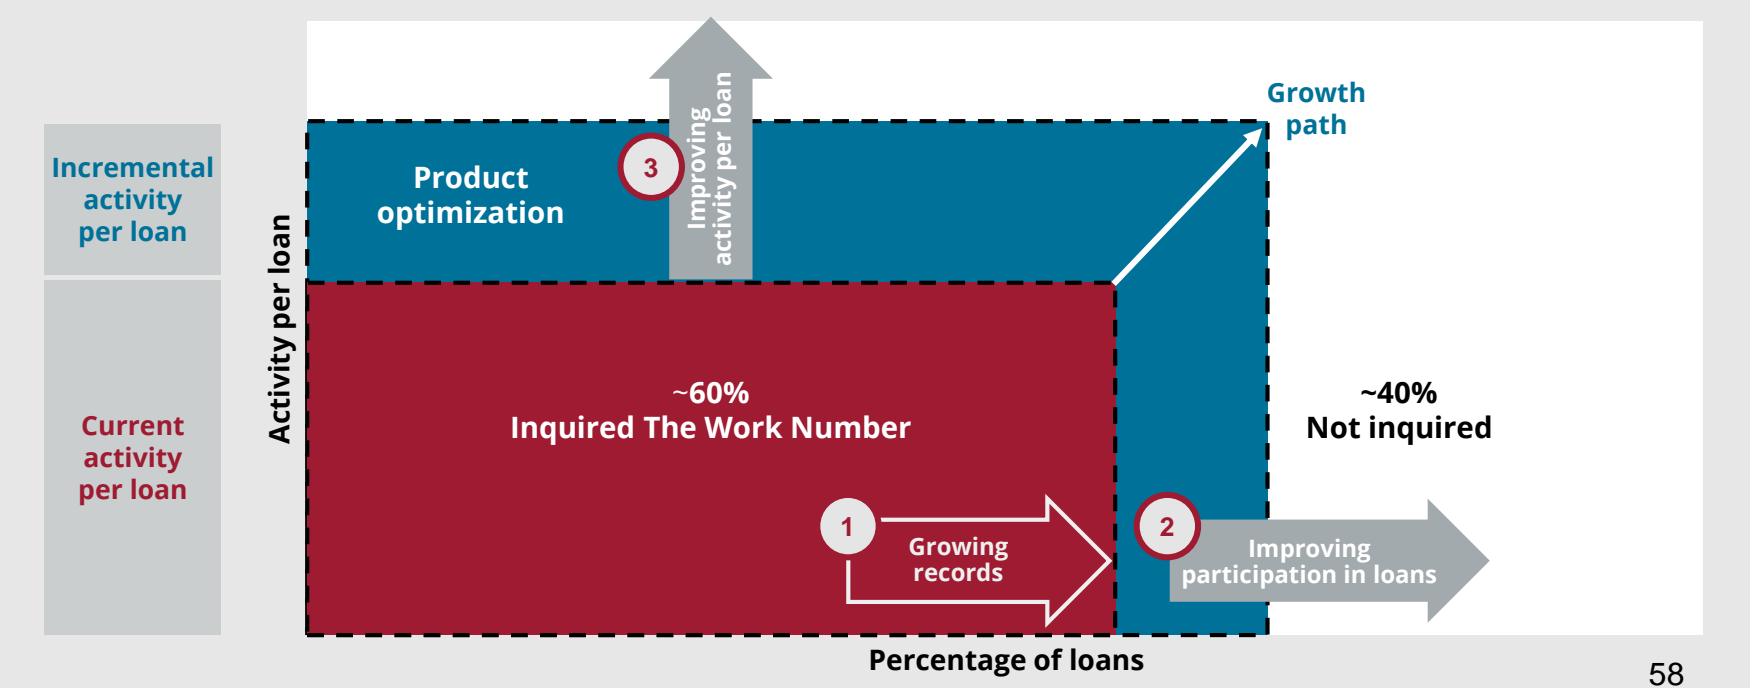 Incremental
activity
per loan
Current
activity
per loan
Activity per loan
Product
optimization
3
Improving
activity per loan
Growth
path
~60%
Inquired The Work Number
~40%
Not inquired
1
Growing
records
2
Improving
participation in loans
Percentage of loans
58